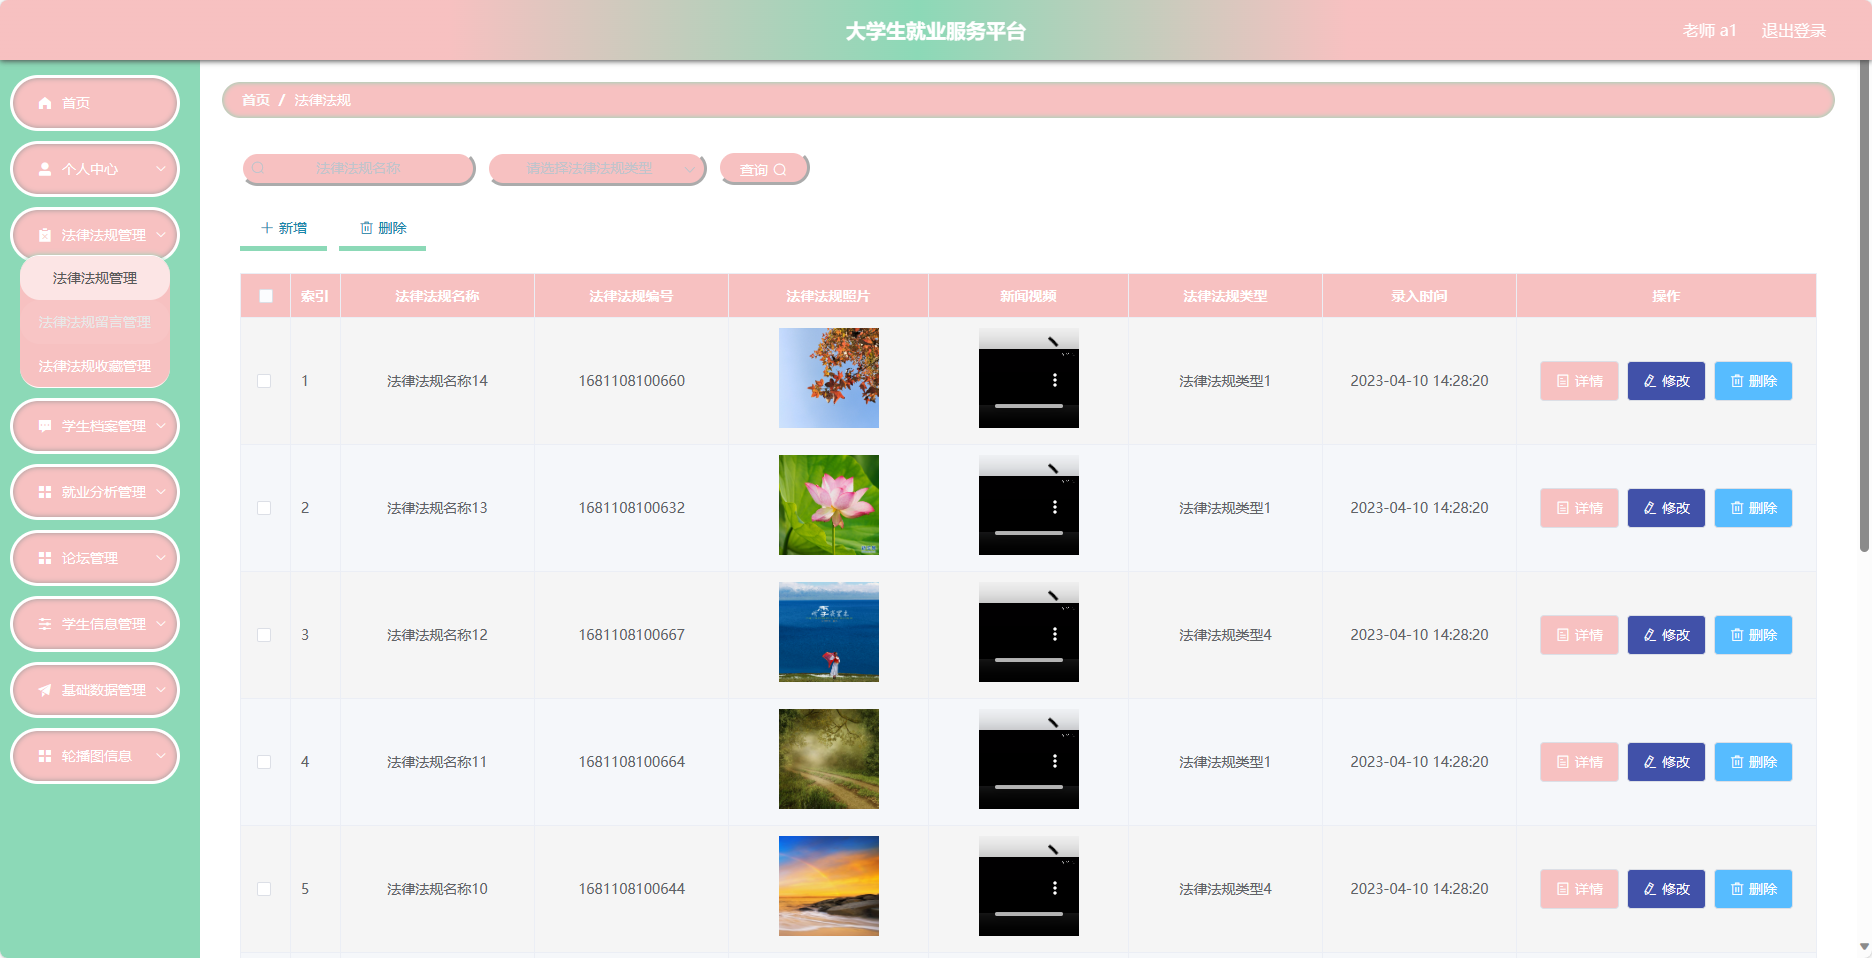 大学生就业服务平台
老师 a1
退出登录
首页
个人中心
法律法规管理
法律法规管理
法律法规留言管理
法律法规收藏管理
学生档案管理
就业分析管理
论坛管理
学生信息管理
基础数据管理
轮播图信息
首页 / 法律法规
法律法规名称
请选择法律法规类型
查询
新增
删除
索引 法律法规名称 法律法规编号 法律法规照片 新闻视频 法律法规类型 录入时间 操作
1 法律法规名称14 1681108100660 法律法规类型1 2023-04-10 14:28:20 详情 修改 删除
2 法律法规名称13 1681108100632 法律法规类型1 2023-04-10 14:28:20 详情 修改 删除
3 法律法规名称12 1681108100667 法律法规类型4 2023-04-10 14:28:20 详情 修改 删除
4 法律法规名称11 1681108100664 法律法规类型1 2023-04-10 14:28:20 详情 修改 删除
5 法律法规名称10 1681108100644 法律法规类型4 2023-04-10 14:28:20 详情 修改 删除